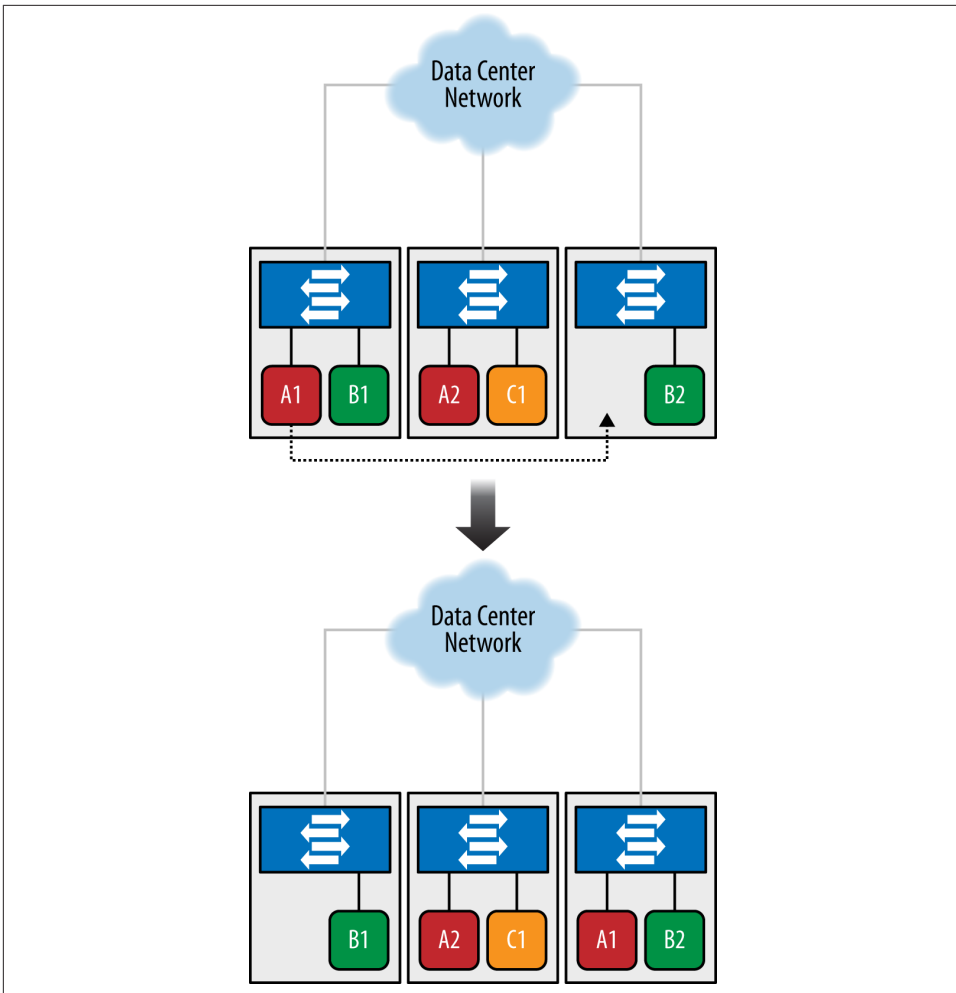 Data Center
Network
A1 B1 A2 C1 B2
Data Center
Network
B1 A2 C1 A1 B2